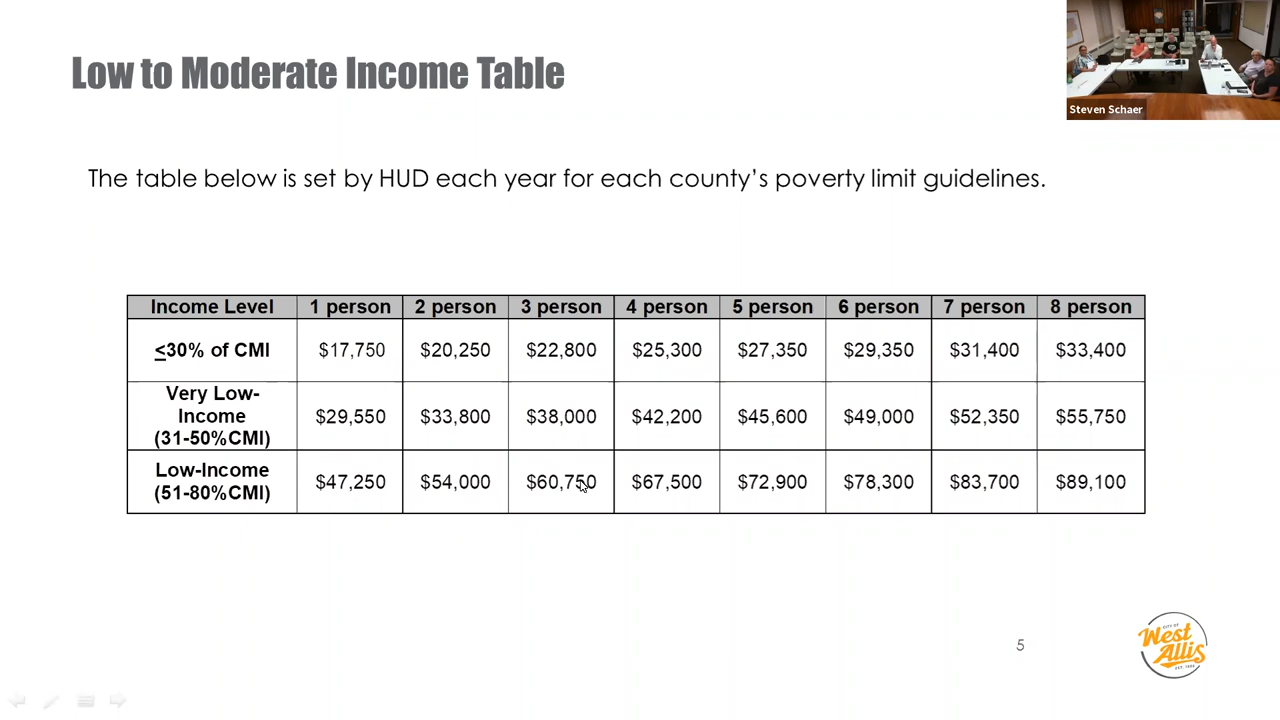 Low to Moderate Income Table
Steven Schaer
The table below is set by HUD each year for each county's poverty limit guidelines.
Income Level 1 person 2 person 3 person 4 person 5 person 6 person 7 person 8 person
<30% of CMI $17,750 $20,250 $22,800 $25,300 $27,350 $29,350 $31,400 $33,400
Very Low-
Income
(31-50%CMI) $29,550 $33,800 $38,000 $42,200 $45,600 $49,000 $52,350 $55,750
Low-Income
(51-80%CMI) $47,250 $54,000 $60,750 $67,500 $72,900 $78,300 $83,700 $89,100
5
CITY OF
West
Allis